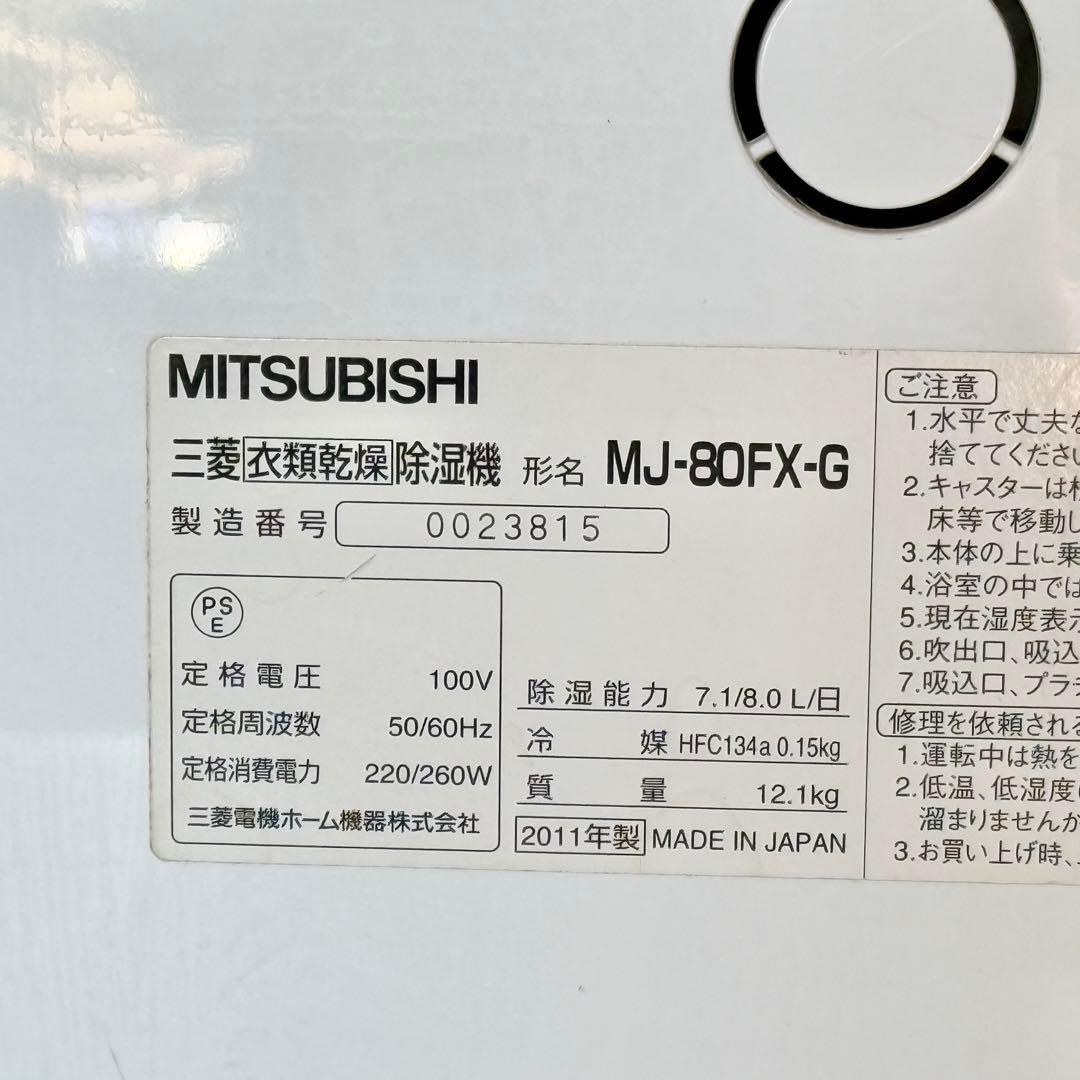 MITSUBISHI
三菱衣類乾燥除湿機 形名 MJ-80FX-G
製造番号 0023815
PS
E
定格電圧 100V
定格周波数 50/60Hz
定格消費電力 220/260W
三菱電機ホーム機器株式会社
除湿能力 7.1/8.0 L/日
冷媒 HFC134a 0.15kg
質量 12.1kg
2011年製 MADE IN JAPAN
ご注意
1.水平で丈夫
捨ててくださ
2.キャスターは
床等で移動し
3.本体の上に乗
4.浴室の中では
5.現在湿度表示
6.吹出口、吸込
7.吸込口、プラ
修理を依頼される
1.運転中は熱を
2.低温、低湿度
溜まりませんか
3.お買い上げ時、